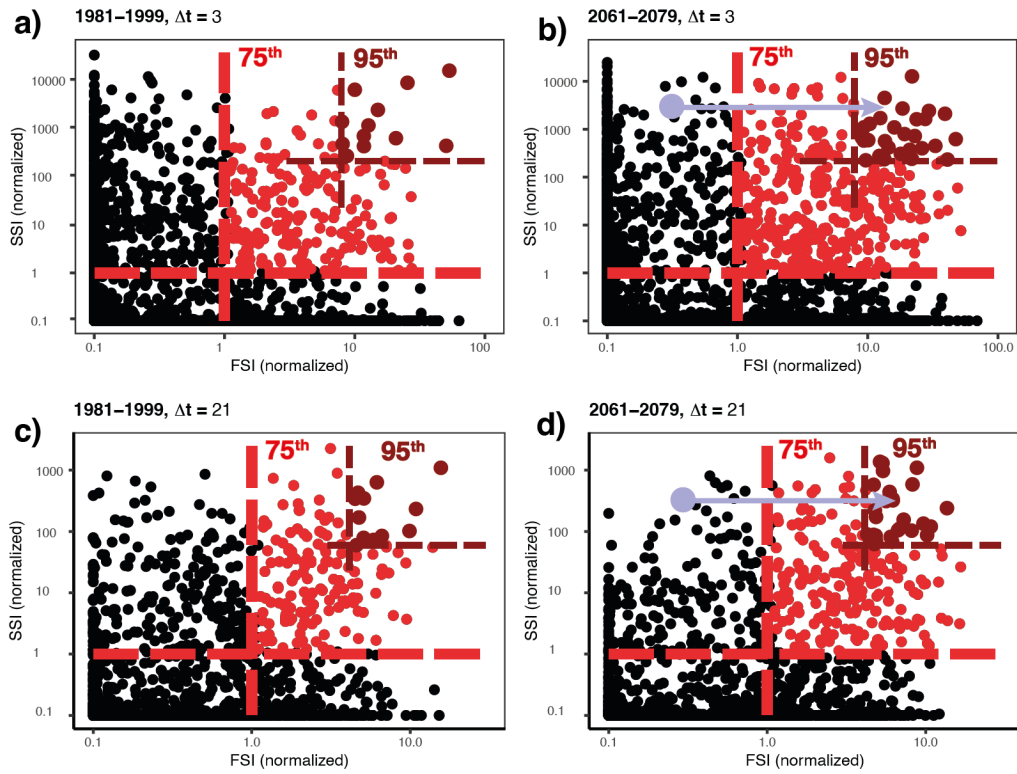 a)
1981–1999, Δt = 3
75th
95th
SSI (normalized)
10000
1000
100
10
1
0.1
0.1
1
10
100
FSI (normalized)
b)
2061–2079, Δt = 3
75th
95th
SSI (normalized)
10000
1000
100
10
1
0.1
0.1
1.0
10.0
100.0
FSI (normalized)
c)
1981–1999, Δt = 21
75th
95th
SSI (normalized)
1000
100
10
1
0.1
0.1
1.0
10.0
FSI (normalized)
d)
2061–2079, Δt = 21
75th
95th
SSI (normalized)
1000
100
10
1
0.1
0.1
1.0
10.0
FSI (normalized)